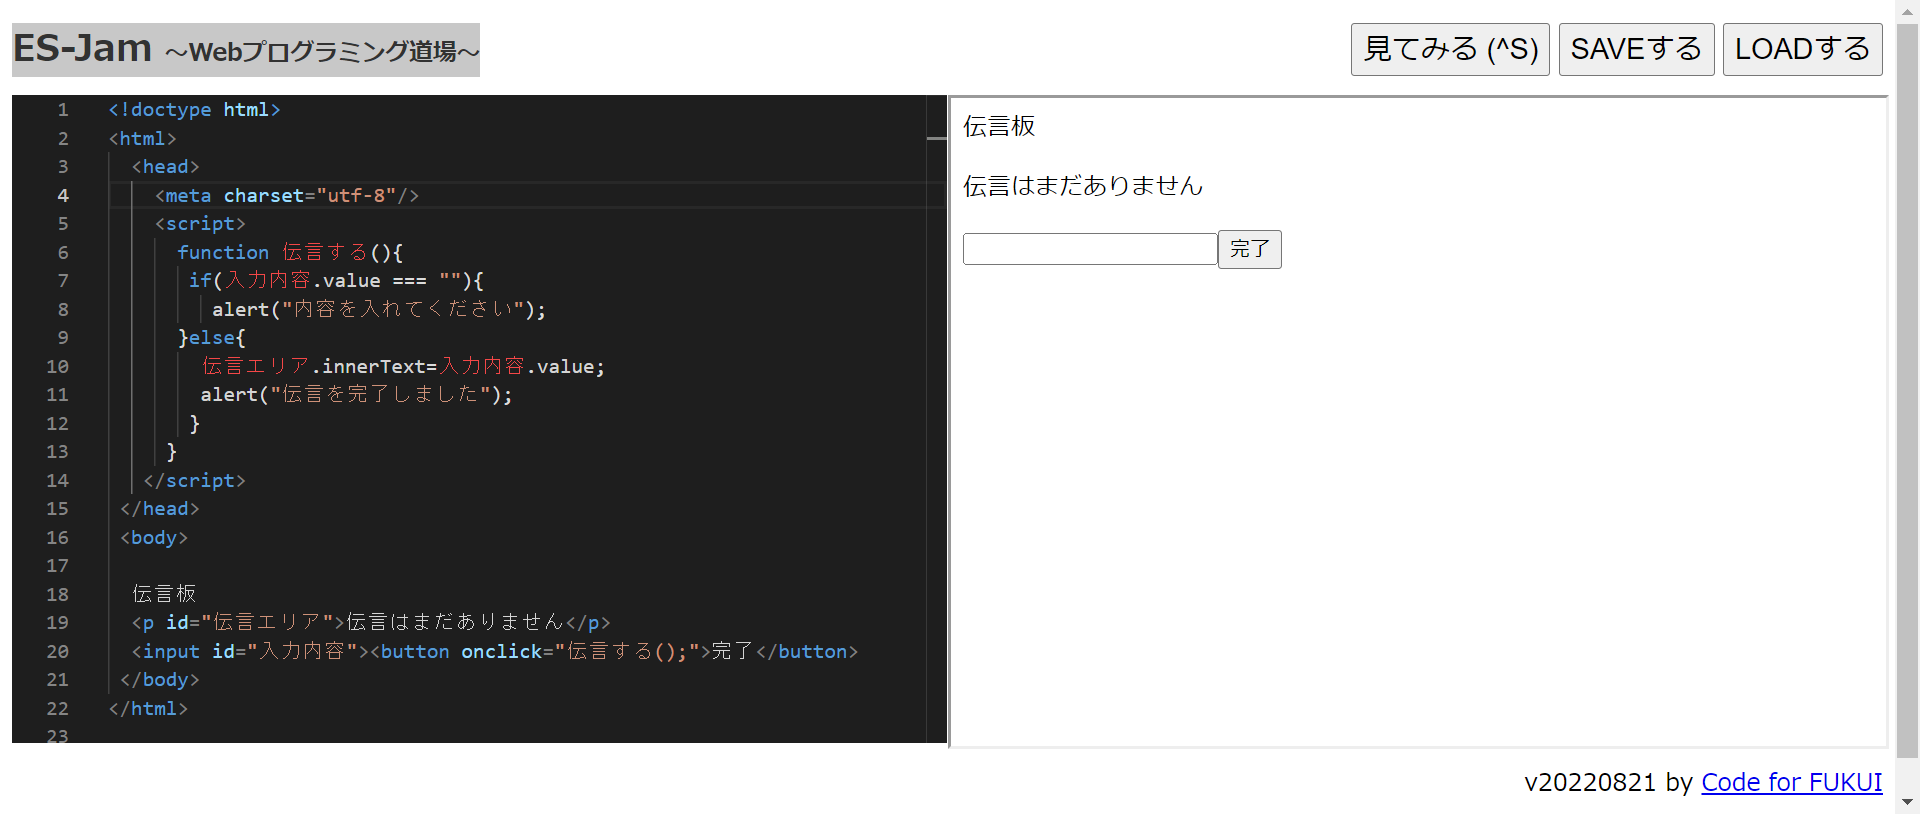 ES-Jam ～Webプログラミング道場～
見てみる (^S) SAVEする LOADする
1 <!doctype html>
2 <html>
3 <head>
4 <meta charset="utf-8"/>
5 <script>
6 function 伝言する(){
7 if(入力内容.value === ""){
8 alert("内容を入れてください");
9 }else{
10 伝言エリア.innerText=入力内容.value;
11 alert("伝言を完了しました");
12 }
13 }
14 </script>
15 </head>
16 <body>
17
18 伝言板
19 <p id="伝言エリア">伝言はまだありません</p>
20 <input id="入力内容"><button onclick="伝言する();">完了</button>
21 </body>
22 </html>
23
伝言板
伝言はまだありません
完了
v20220821 by Code for FUKUI